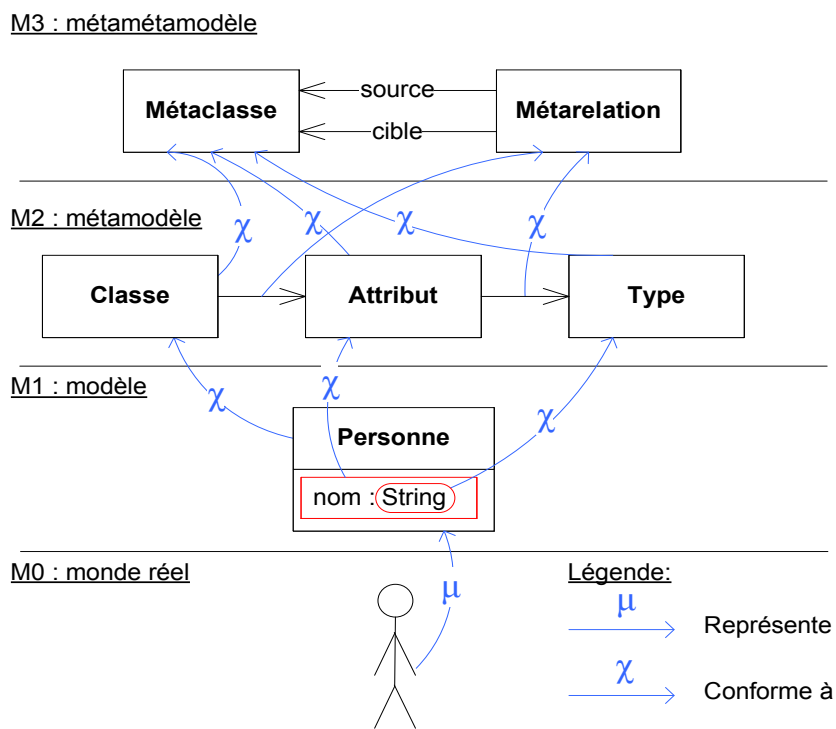 M3 : métamétamodèle
Métaclasse
source
cible
Métarelation
M2 : métamodèle
χ
χ
χ
χ
Classe
Attribut
Type
M1 : modèle
χ
χ
χ
Personne
nom : String
M0 : monde réel
μ
Légende:
μ
Représente
χ
Conforme à